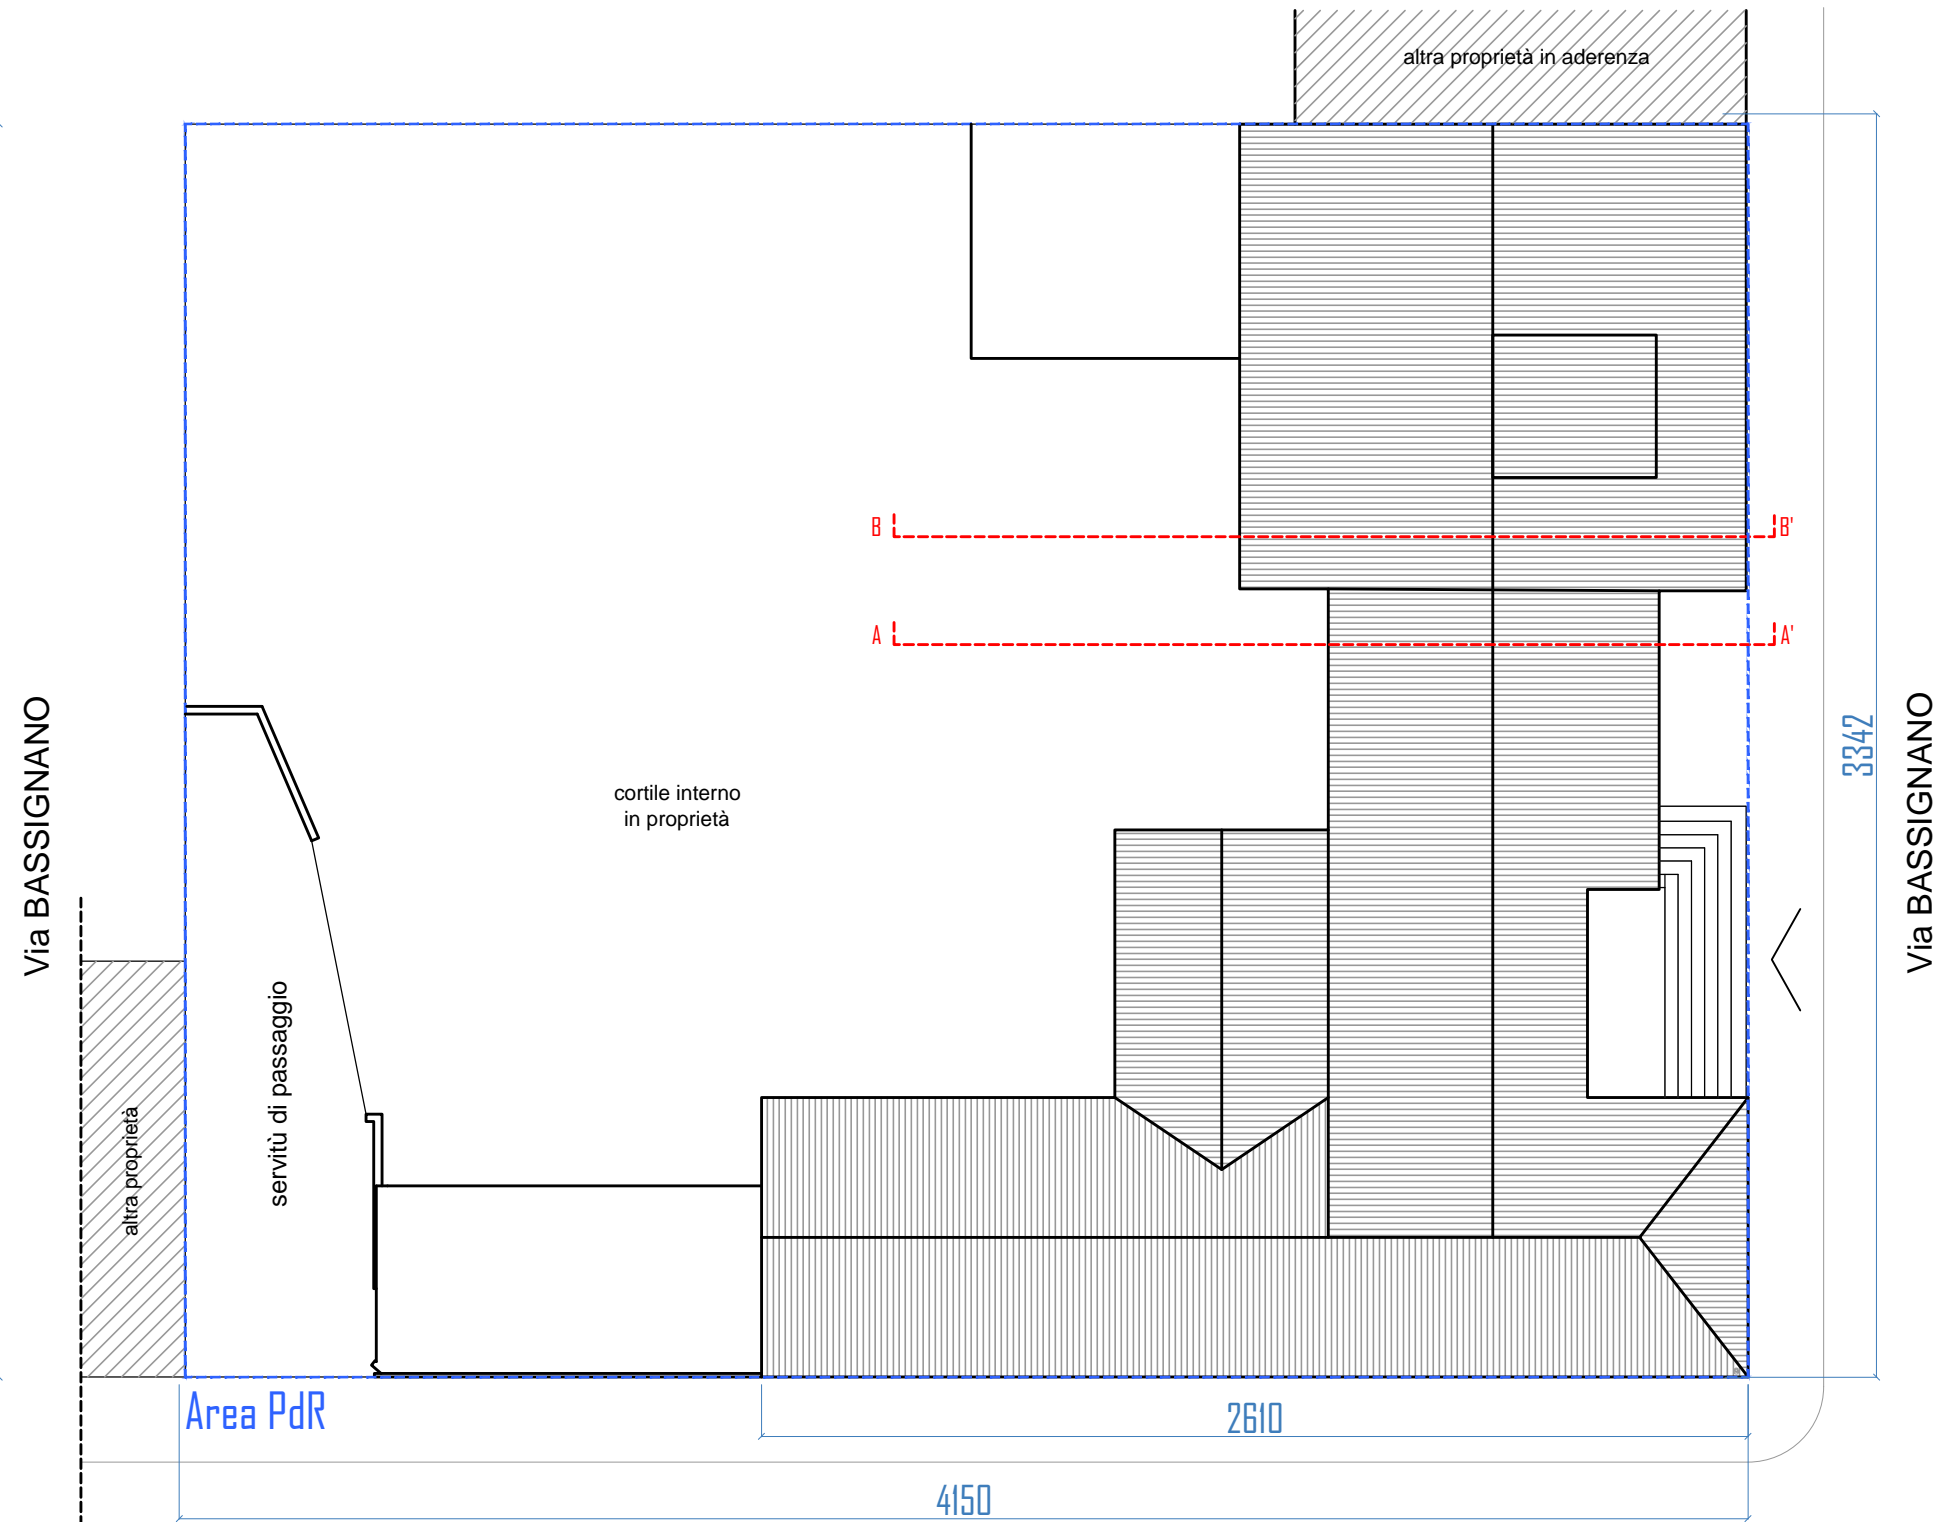 altra proprietà in aderenza
B
B'
A
A'
Via BASSIGNANO
3342
Via BASSIGNANO
cortile interno
in proprietà
servitù di passaggio
altra proprietà
Area PdR
2610
4150